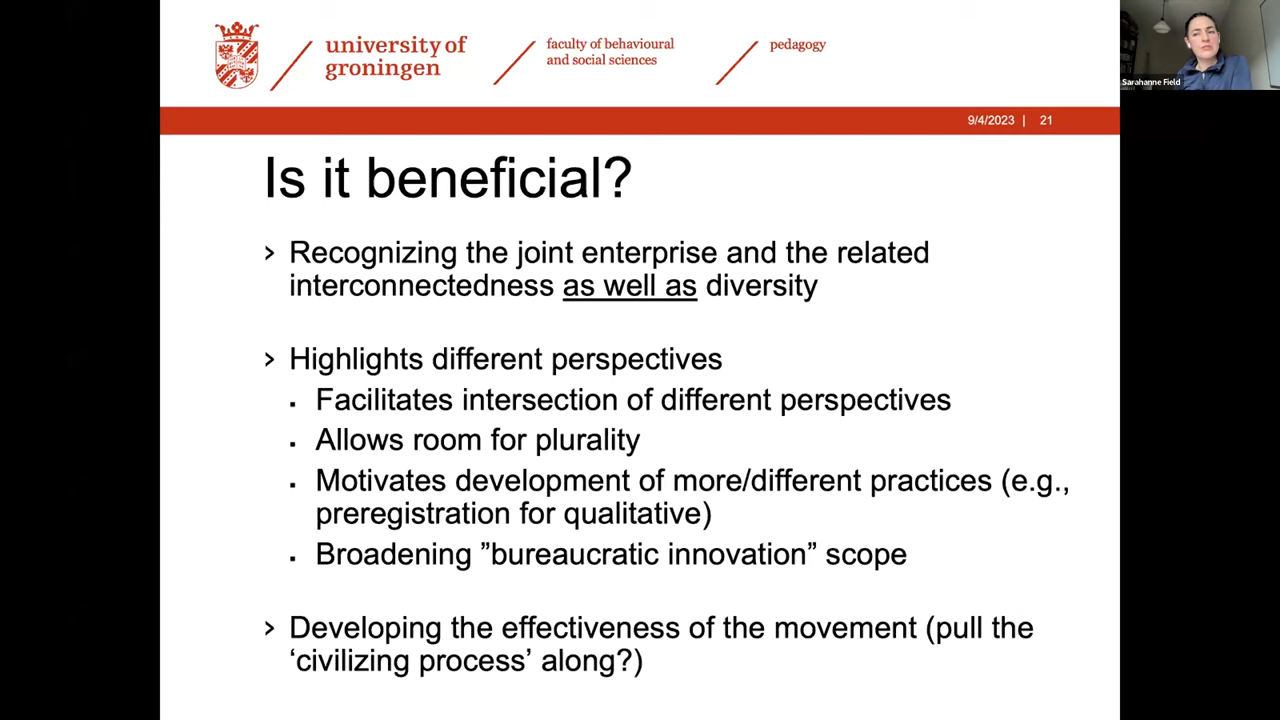 university of
groningen
faculty of behavioural
and social sciences
pedagogy
Sarahanne Field
9/4/2023 | 21
Is it beneficial?
› Recognizing the joint enterprise and the related
interconnectedness as well as diversity
› Highlights different perspectives
▪ Facilitates intersection of different perspectives
▪ Allows room for plurality
▪ Motivates development of more/different practices (e.g.,
preregistration for qualitative)
▪ Broadening ”bureaucratic innovation” scope
› Developing the effectiveness of the movement (pull the
‘civilizing process’ along?)